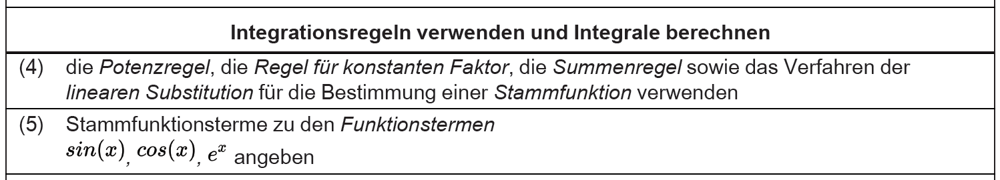 Integrationsregeln verwenden und Integrale berechnen
(4) die Potenzregel, die Regel für konstanten Faktor, die Summenregel sowie das Verfahren der
linearen Substitution für die Bestimmung einer Stammfunktion verwenden
(5) Stammfunktionsterme zu den Funktionstermen
sin(x), cos(x), eˣ angeben